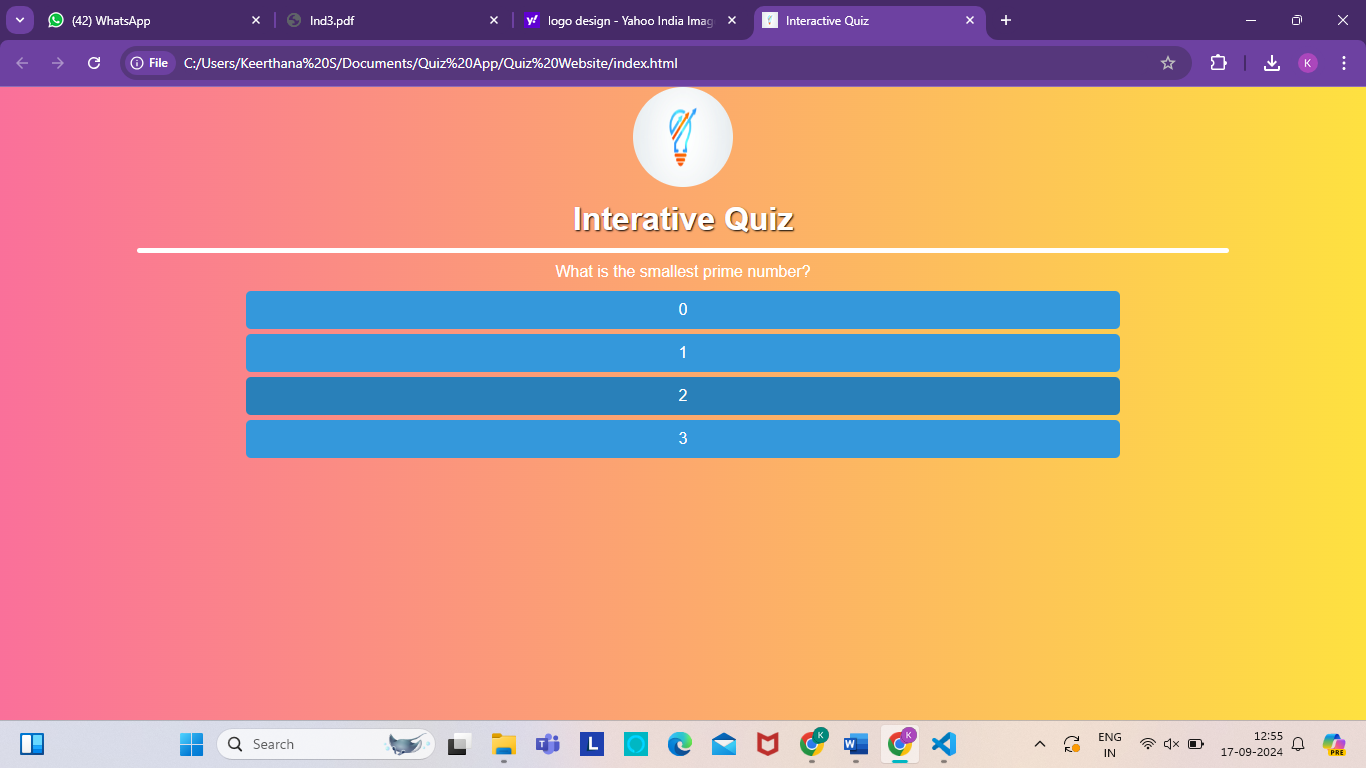 (42) WhatsApp
Ind3.pdf
logo design - Yahoo India Imag
Interactive Quiz
File
C:/Users/Keerthana%20S/Documents/Quiz%20App/Quiz%20Website/index.html
K
Interative Quiz
What is the smallest prime number?
0
1
2
3
Search
L
K
K
ENG
IN
12:55
17-09-2024
PRE